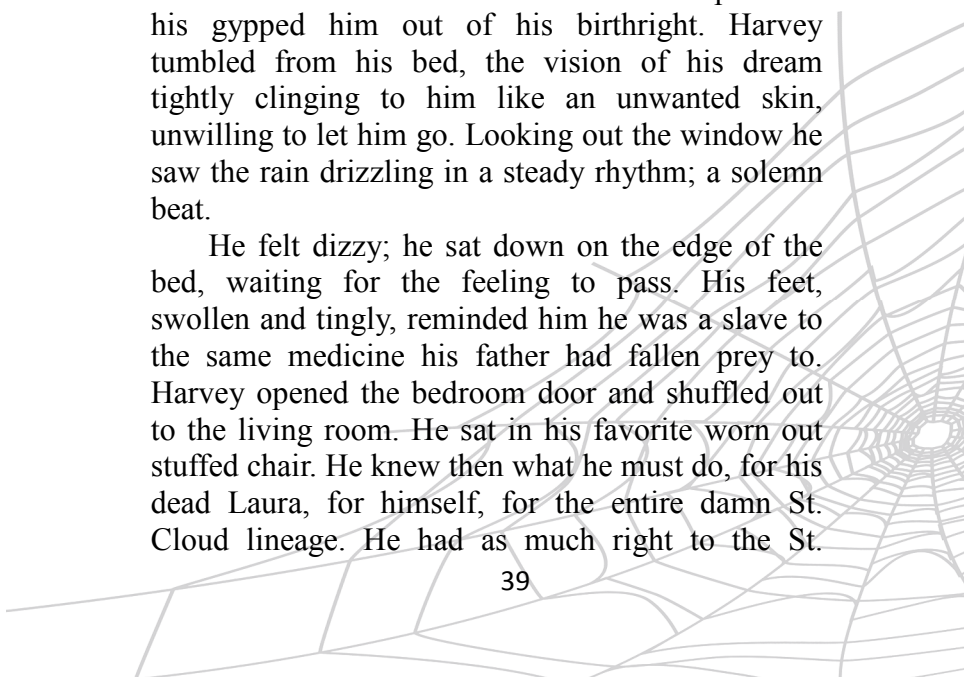 his gypped him out of his birthright. Harvey
tumbled from his bed, the vision of his dream
tightly clinging to him like an unwanted skin,
unwilling to let him go. Looking out the window he
saw the rain drizzling in a steady rhythm; a solemn
beat.
He felt dizzy; he sat down on the edge of the
bed, waiting for the feeling to pass. His feet,
swollen and tingly, reminded him he was a slave to
the same medicine his father had fallen prey to.
Harvey opened the bedroom door and shuffled out
to the living room. He sat in his favorite worn out
stuffed chair. He knew then what he must do, for his
dead Laura, for himself, for the entire damn St.
Cloud lineage. He had as much right to the St.
39